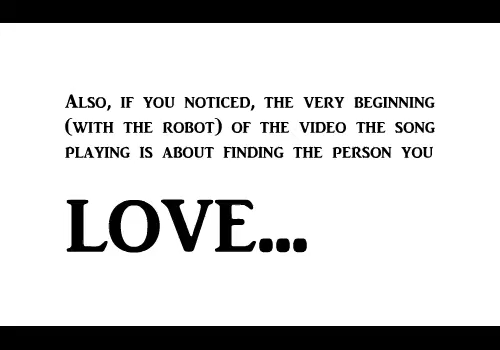 Also, if you noticed, the very beginning
(with the robot) of the video the song
playing is about finding the person you
LOVE...